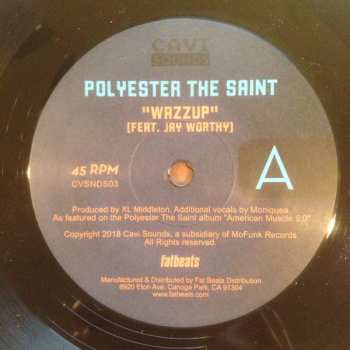 CAVI
SOUNDS
POLYESTER THE SAINT
"WAZZUP"
(FEAT. JAY WORTHY)
45 RPM
CVSNDS03
A
Produced by XL Middleton, Additional vocals by Moniquea.
As featured on the Polyester The Saint album "American Muscle 5.0"
Copyright 2018 Cavi Sounds, a subsidiary of MoFunk Records
All Rights reserved.
fatbeats
Manufactured & Distributed by Fat Beats Distribution
8920 Eton Ave. Canoga Park, CA 91304
www.fatbeats.com